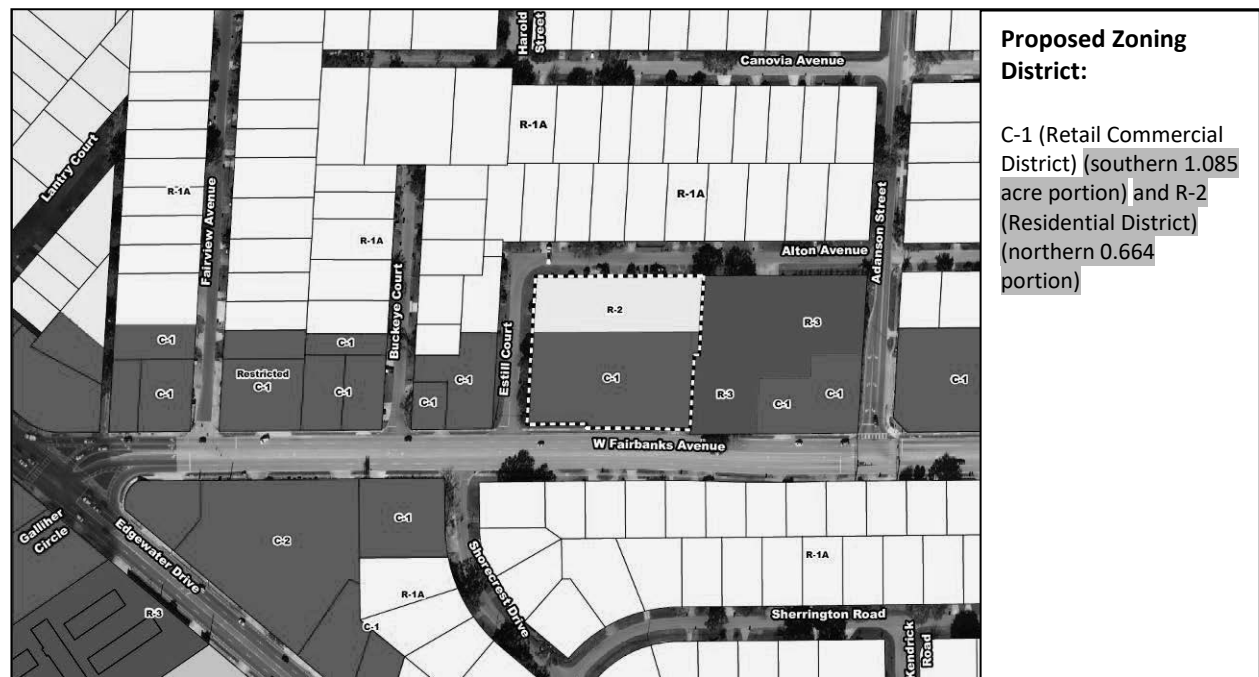 Harold
Street
Canovia Avenue
Lantry Court
R-1A
R-1A
R-1A
Fairview Avenue
R-1A
Buckeye Court
Alton Avenue
Adanson Street
Estill Court
R-2
R-3
C-1
C-1
C-1
C-1
Restricted
C-1
C-1
C-1
C-1
C-1
R-3
C-1
C-1
C-1
W Fairbanks Avenue
Galliher
Circle
Edgewater Drive
C-2
C-1
Shorecrest Drive
R-1A
R-1A
R-3
C-1
Sherrington Road
Kendrick
Road
Proposed Zoning
District:
C-1 (Retail Commercial
District) (southern 1.085
acre portion) and R-2
(Residential District)
(northern 0.664
portion)